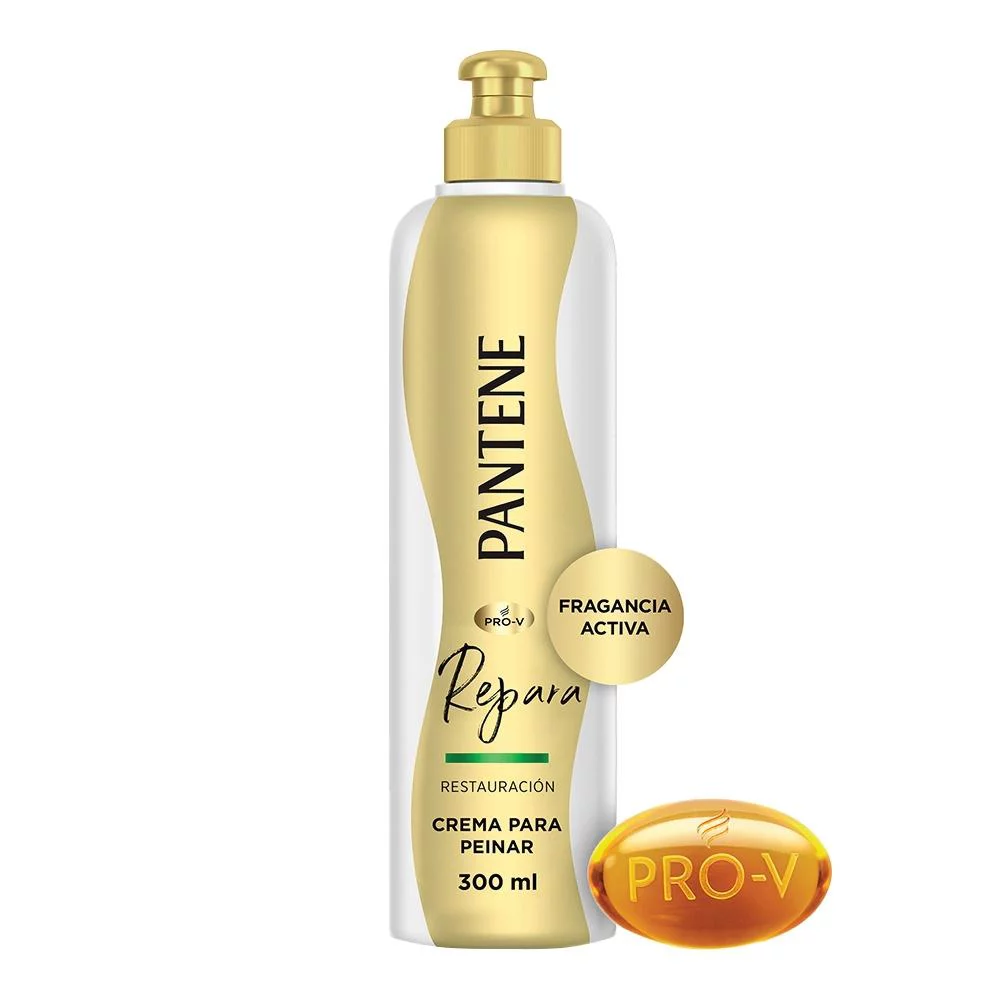 PANTENE
PRO-V
Repara
RESTAURACIÓN
CREMA PARA
PEINAR
300 ml
FRAGANCIA
ACTIVA
PRO-V